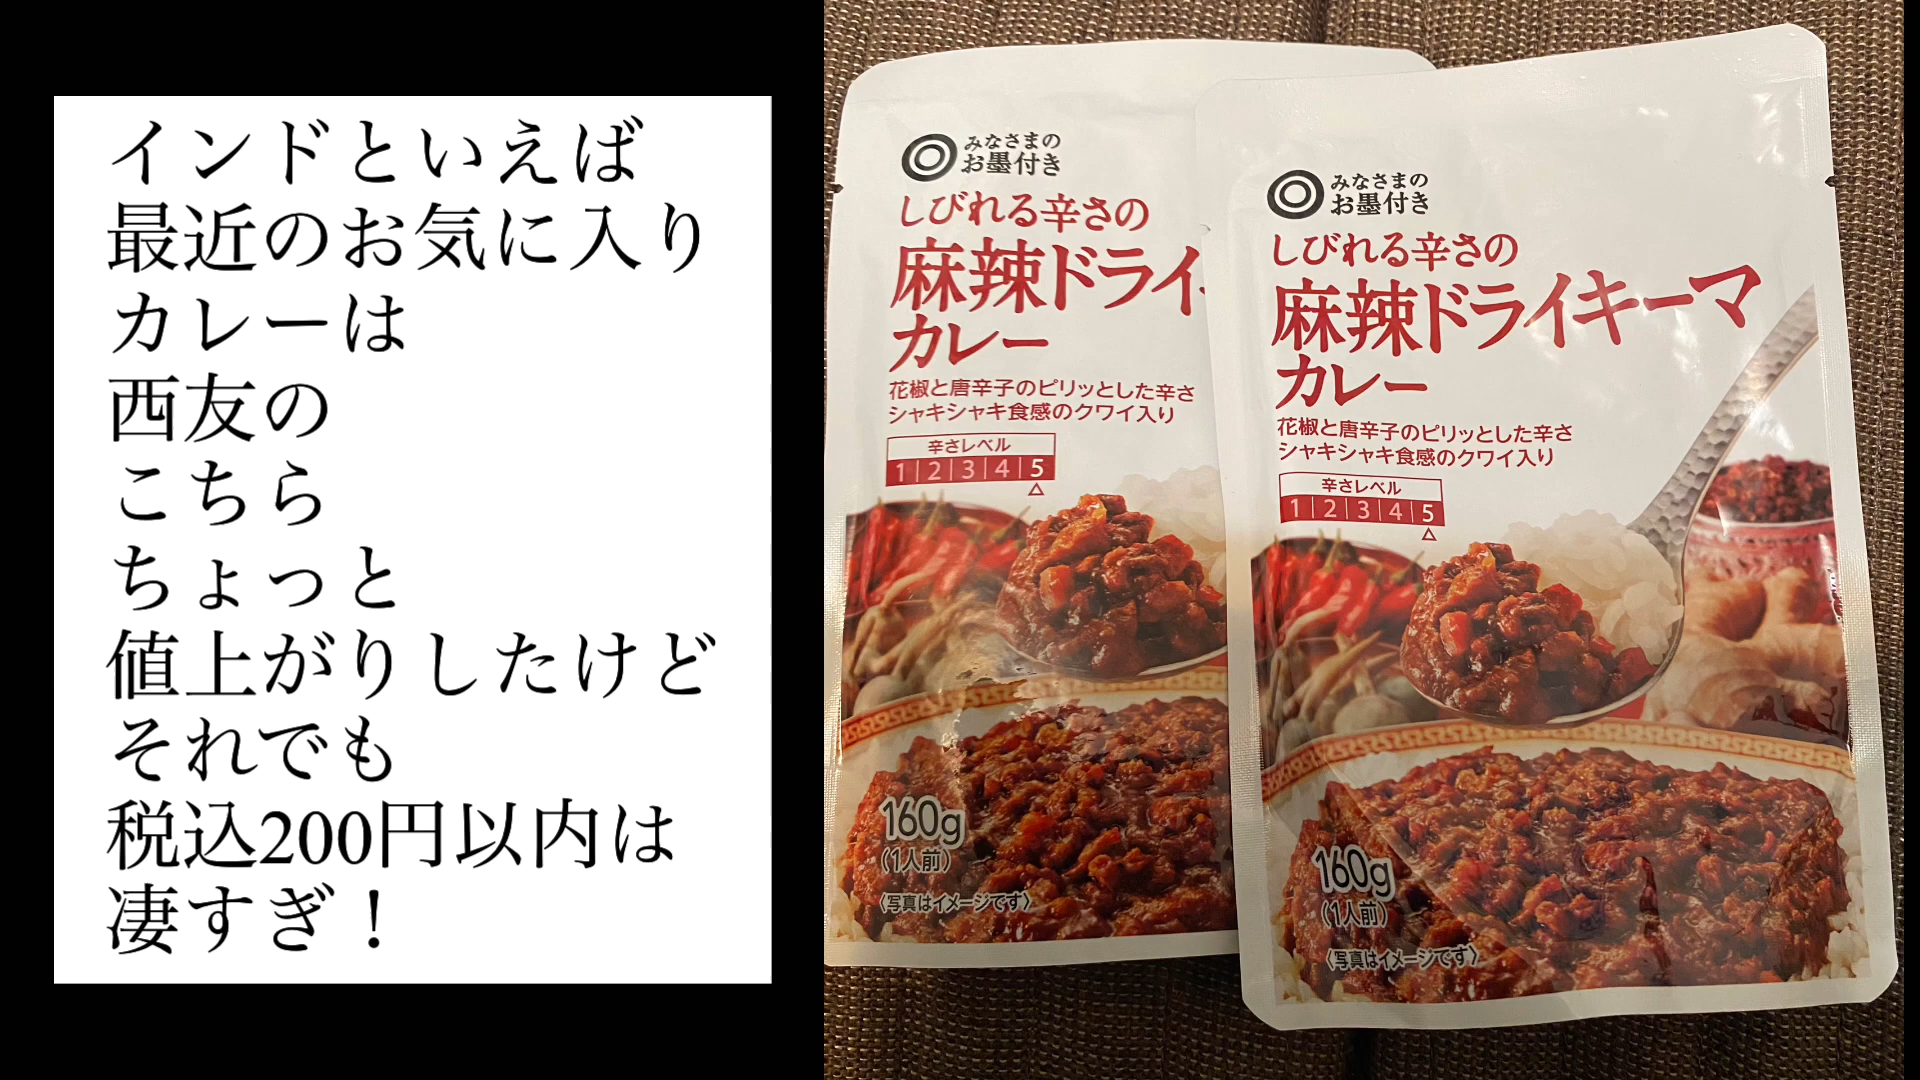 インドといえば
最近のお気に入り
カレーは
西友の
こちら
ちょっと
値上がりしたけど
それでも
税込200円以内は
凄すぎ！
みなさまの
お墨付き
しびれる辛さの
麻辣ドライ
カレー
花椒と唐辛子のピリッとした辛さ
シャキシャキ食感のクワイ入り
辛さレベル
1 2 3 4 5
160g
(1人前)
〈写真はイメージです〉
みなさまの
お墨付き
しびれる辛さの
麻辣ドライキーマ
カレー
花椒と唐辛子のピリッとした辛さ
シャキシャキ食感のクワイ入り
辛さレベル
1 2 3 4 5
160g
(1人前)
〈写真はイメージです〉